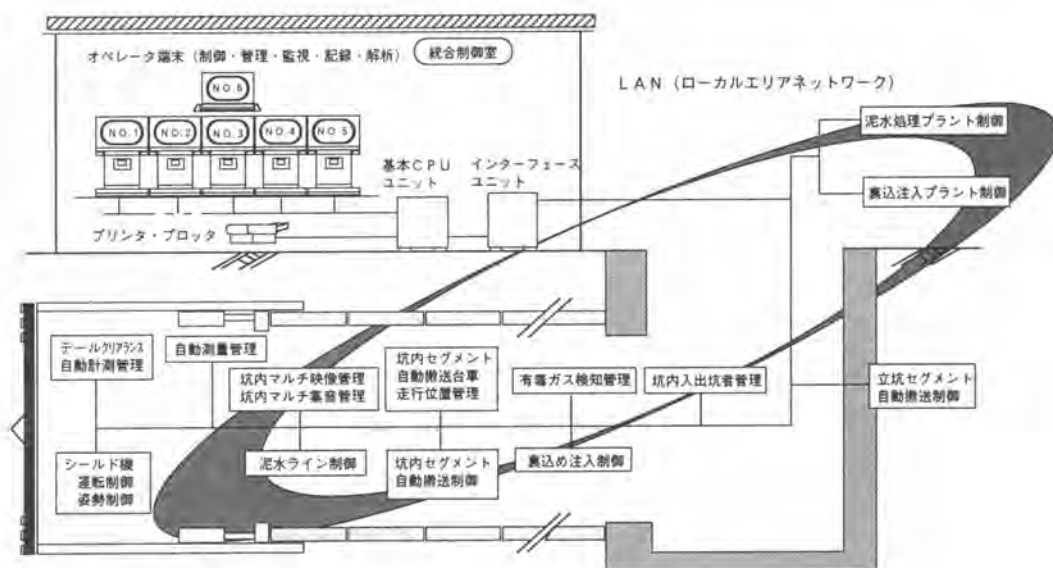 オペレータ端末（制御・管理・監視・記録・解析）
統合制御室
NO.6
NO.1
NO.2
NO.3
NO.4
NO.5
基本CPU
ユニット
インターフェース
ユニット
プリンタ・プロッタ
LAN（ローカルエリアネットワーク）
泥水処理プラント制御
裏込注入プラント制御
テールクリアランス
自動計測管理
自動測量管理
坑内マルチ映像管理
坑内マルチ集音管理
坑内セグメント
自動搬送台車
走行位置管理
有毒ガス検知管理
坑内入出坑者管理
立坑セグメント
自動搬送制御
シールド機
運転制御
姿勢制御
泥水ライン制御
坑内セグメント
自動搬送制御
裏込め注入制御